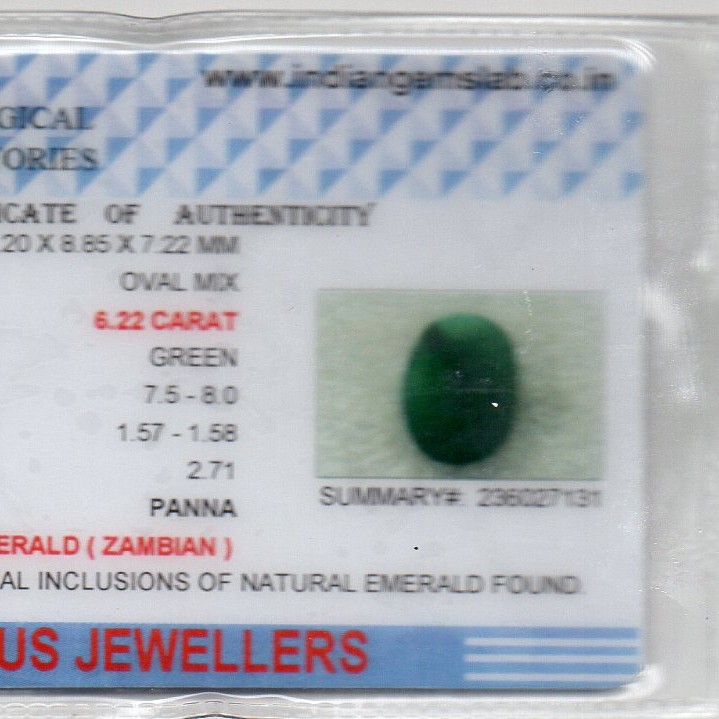 www.indiangemslab.co.in
GICAL
TORIES
ICATE OF AUTHENTICITY
.20 X 8.85 X 7.22 MM
OVAL MIX
6.22 CARAT
GREEN
7.5 - 8.0
1.57 - 1.58
2.71
PANNA
SUMMARY#: 236027131
ERALD ( ZAMBIAN )
AL INCLUSIONS OF NATURAL EMERALD FOUND.
US JEWELLERS